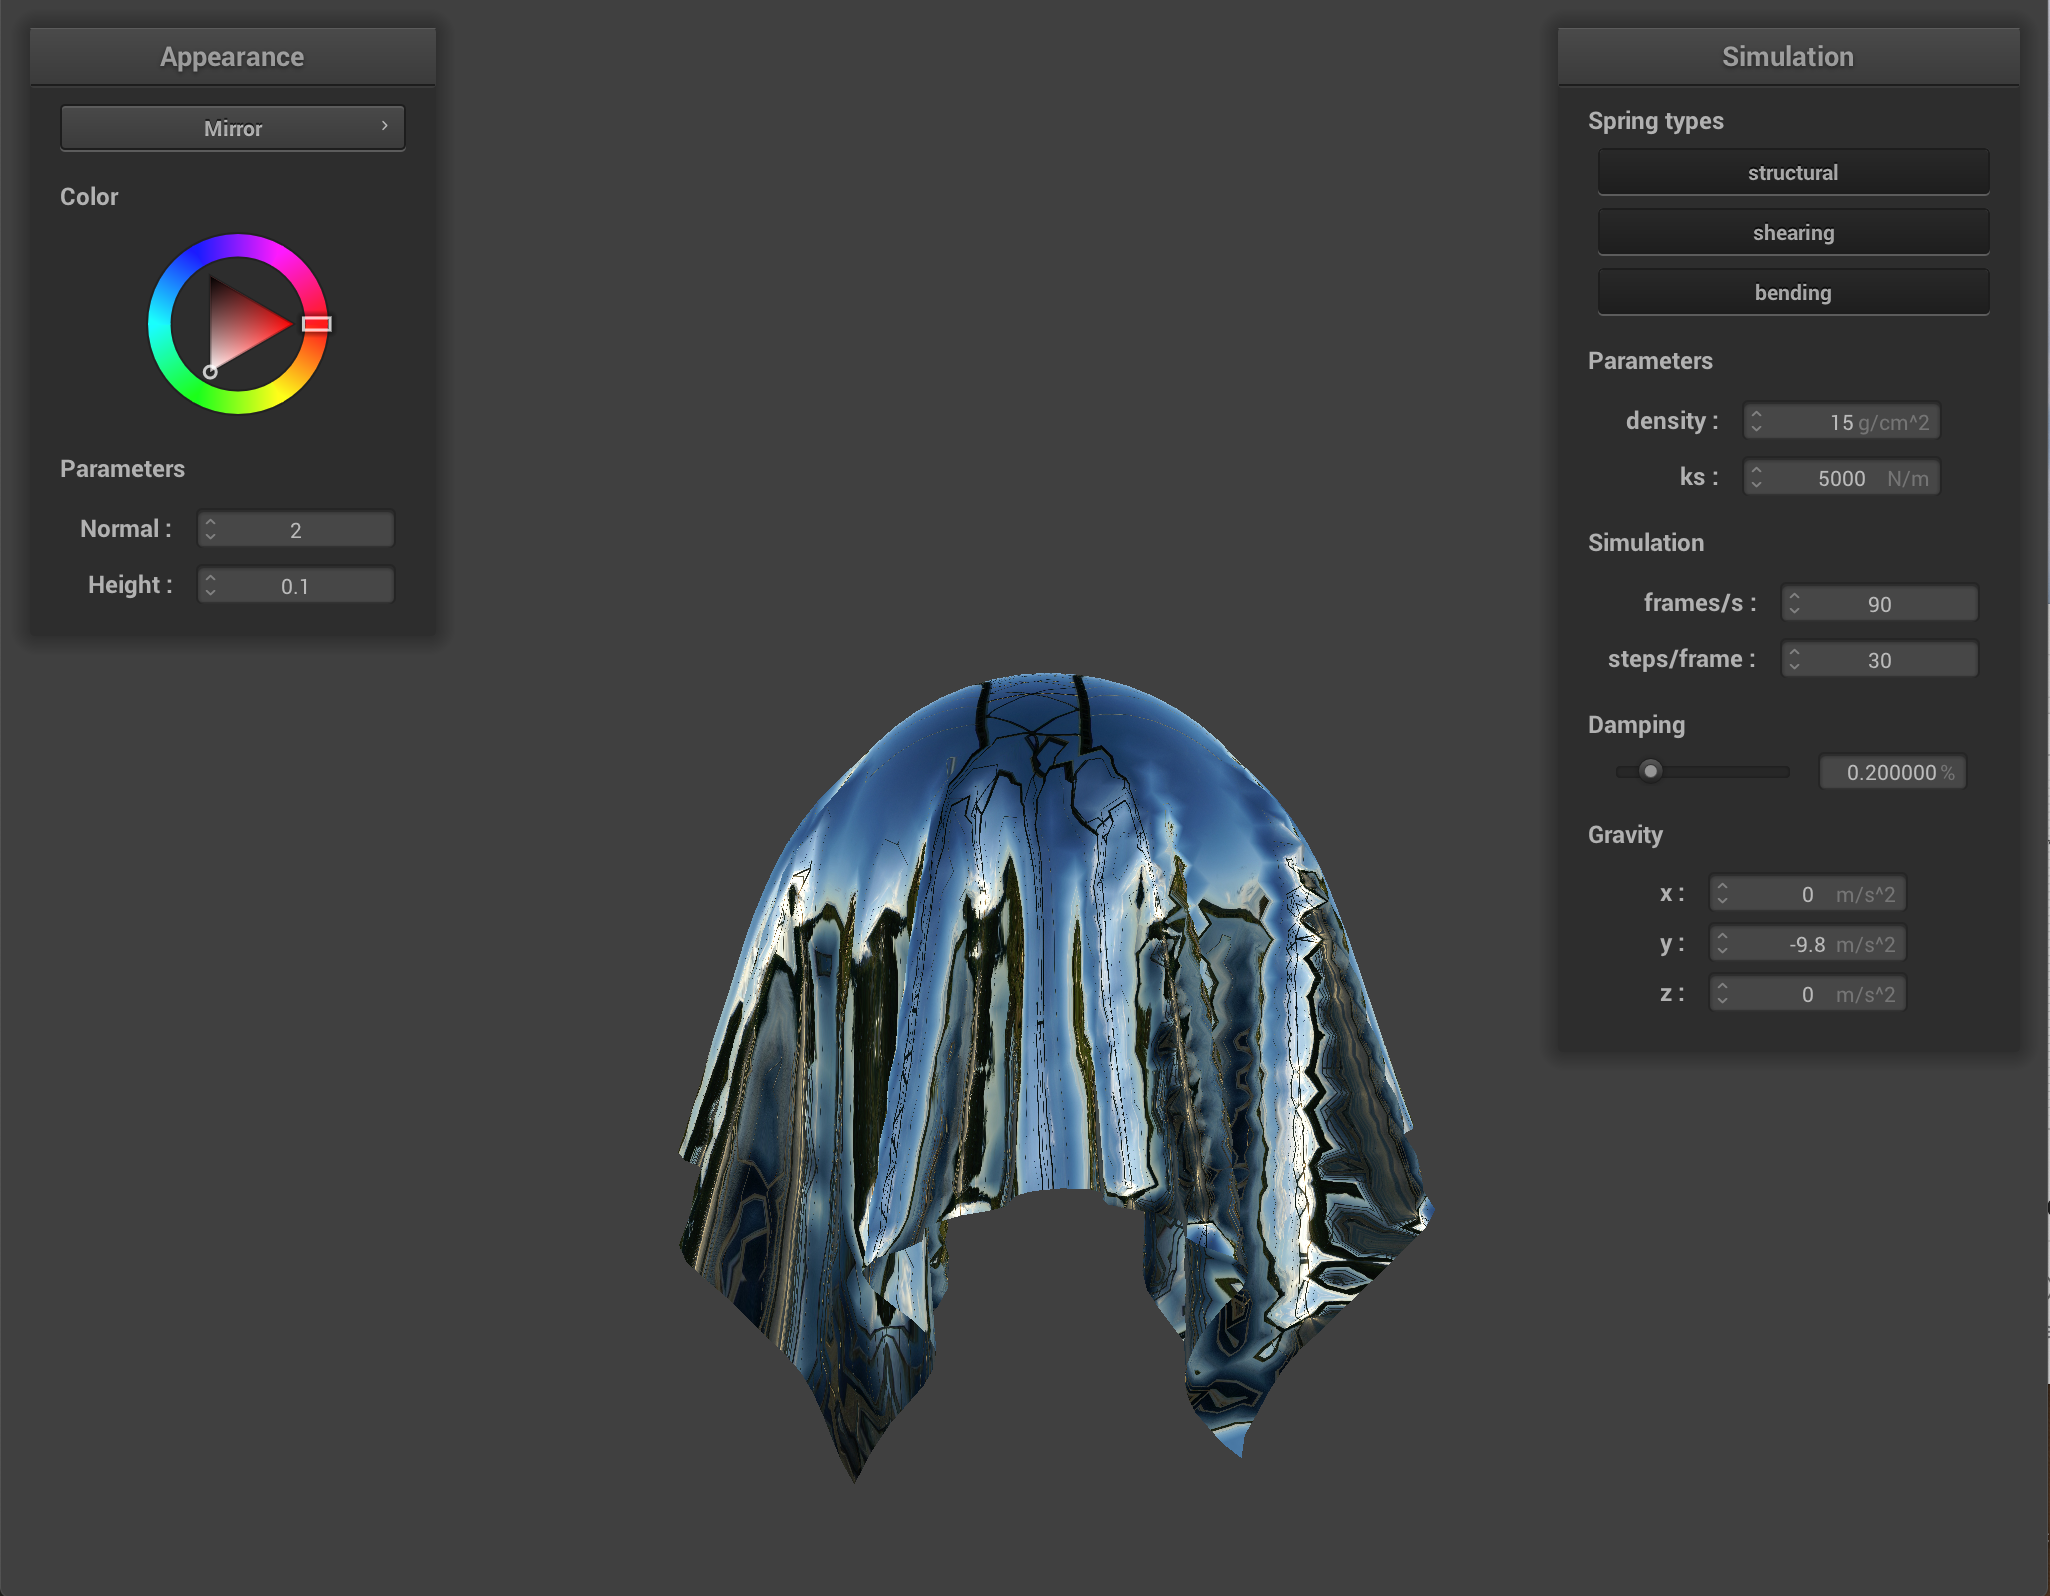 Appearance
Mirror
Color
Parameters
Normal : 2
Height : 0.1
Simulation
Spring types
structural
shearing
bending
Parameters
density : 15 g/cm^2
ks : 5000 N/m
Simulation
frames/s : 90
steps/frame : 30
Damping
0.200000 %
Gravity
x : 0 m/s^2
y : -9.8 m/s^2
z : 0 m/s^2